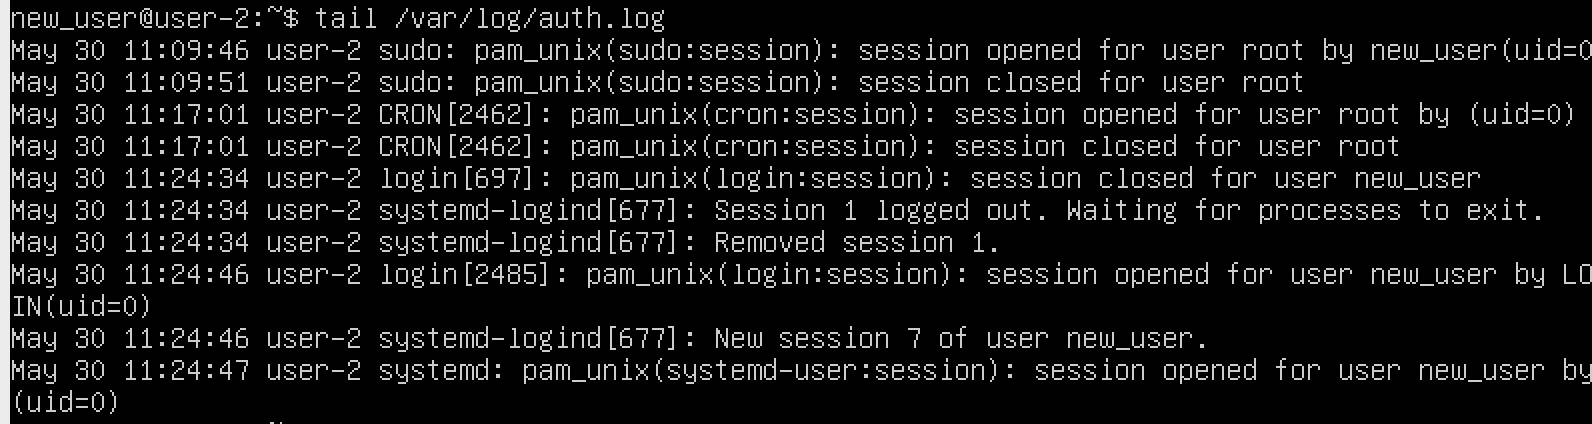 new_user@user-2:~$ tail /var/log/auth.log
May 30 11:09:46 user-2 sudo: pam_unix(sudo:session): session opened for user root by new_user(uid=0
May 30 11:09:51 user-2 sudo: pam_unix(sudo:session): session closed for user root
May 30 11:17:01 user-2 CRON[2462]: pam_unix(cron:session): session opened for user root by (uid=0)
May 30 11:17:01 user-2 CRON[2462]: pam_unix(cron:session): session closed for user root
May 30 11:24:34 user-2 login[697]: pam_unix(login:session): session closed for user new_user
May 30 11:24:34 user-2 systemd-logind[677]: Session 1 logged out. Waiting for processes to exit.
May 30 11:24:34 user-2 systemd-logind[677]: Removed session 1.
May 30 11:24:46 user-2 login[2485]: pam_unix(login:session): session opened for user new_user by LO
IN(uid=0)
May 30 11:24:46 user-2 systemd-logind[677]: New session 7 of user new_user.
May 30 11:24:47 user-2 systemd: pam_unix(systemd-user:session): session opened for user new_user by
(uid=0)